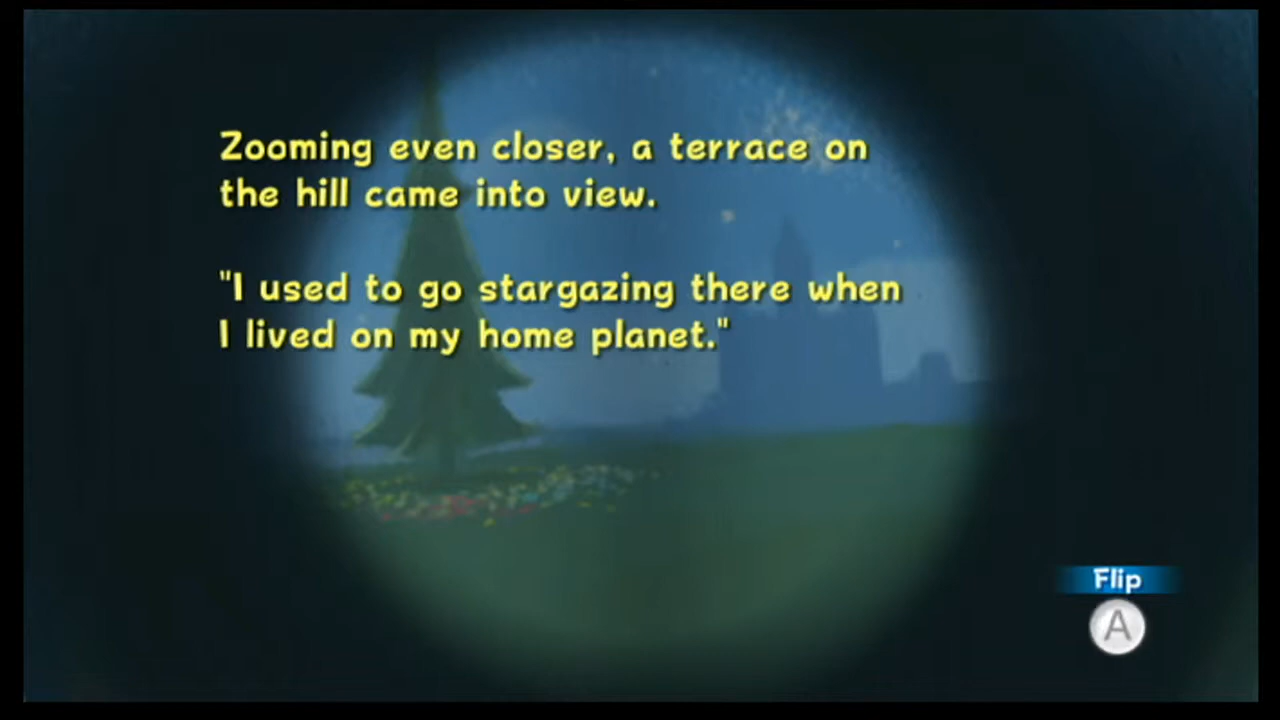 Zooming even closer, a terrace on
the hill came into view.
"I used to go stargazing there when
I lived on my home planet."
Flip
A